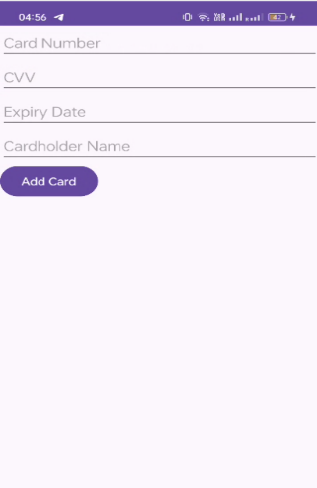 04:56
Card Number
CVV
Expiry Date
Cardholder Name
Add Card